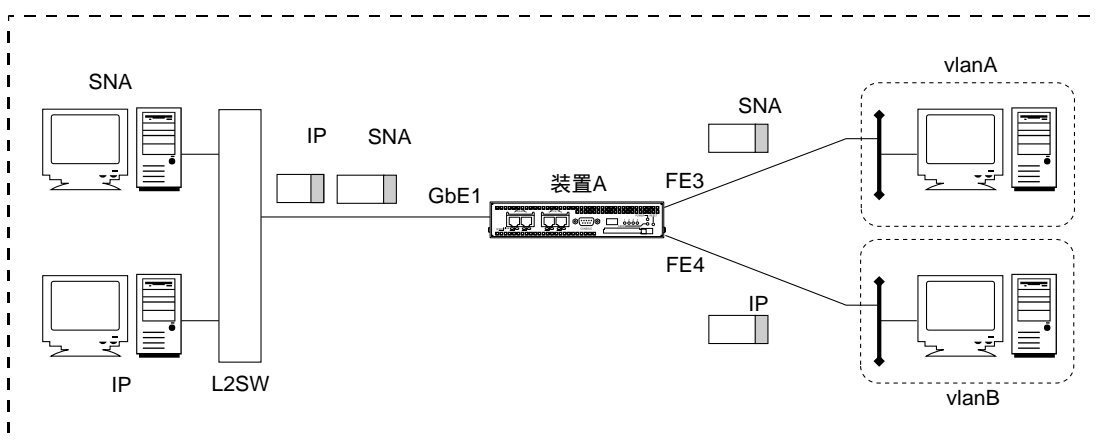 SNA
IP
SNA
GbE1
装置A
FE3
SNA
vlanA
FE4
IP
IP
L2SW
vlanB